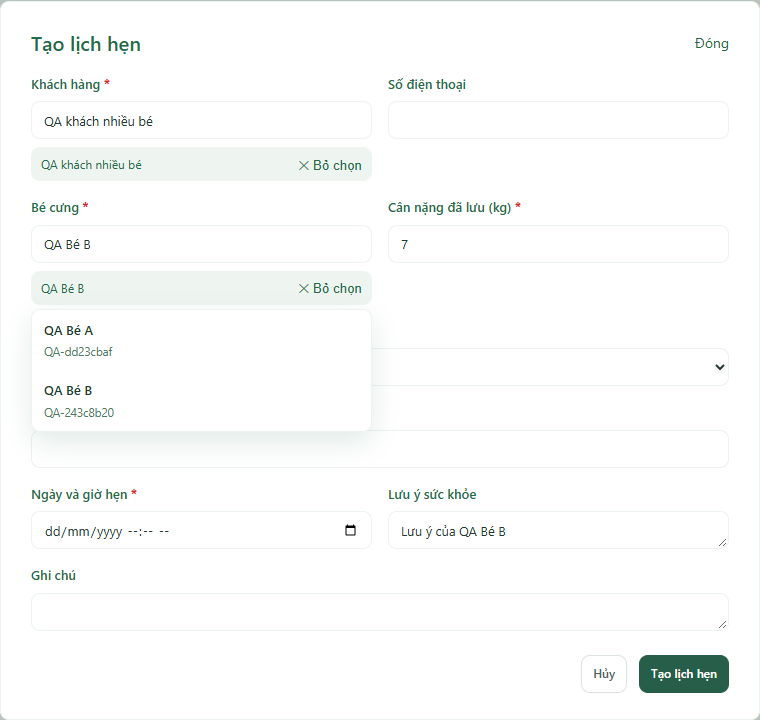 Tạo lịch hẹn
Đóng
Khách hàng *
Số điện thoại
QA khách nhiều bé
QA khách nhiều bé
Bỏ chọn
Bé cưng *
Cân nặng đã lưu (kg) *
QA Bé B
7
QA Bé B
Bỏ chọn
QA Bé A
QA-dd23cbaf
QA Bé B
QA-243c8b20
Ngày và giờ hẹn *
Lưu ý sức khỏe
dd/mm/yyyy --:-- --
Lưu ý của QA Bé B
Ghi chú
Hủy
Tạo lịch hẹn